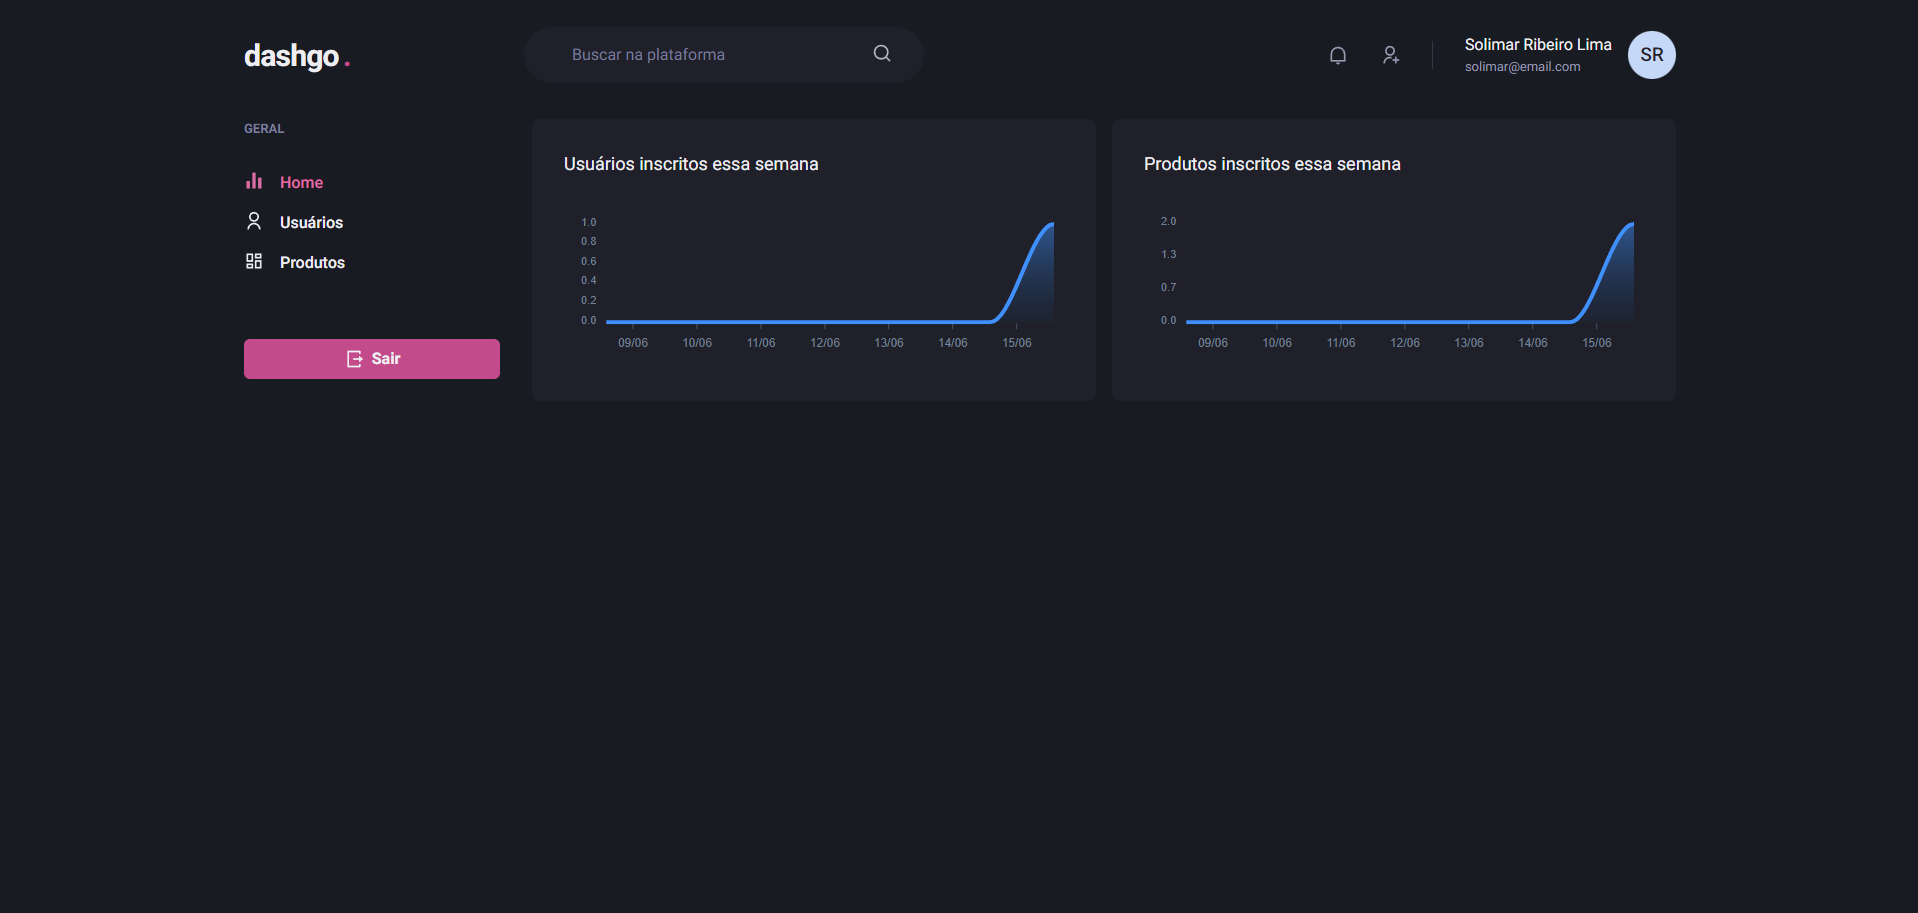 dashgo.
Buscar na plataforma
Solimar Ribeiro Lima
solimar@email.com
SR
GERAL
Home
Usuários
Produtos
Sair
Usuários inscritos essa semana
1.0
0.8
0.6
0.4
0.2
0.0
09/06 10/06 11/06 12/06 13/06 14/06 15/06
Produtos inscritos essa semana
2.0
1.3
0.7
0.0
09/06 10/06 11/06 12/06 13/06 14/06 15/06